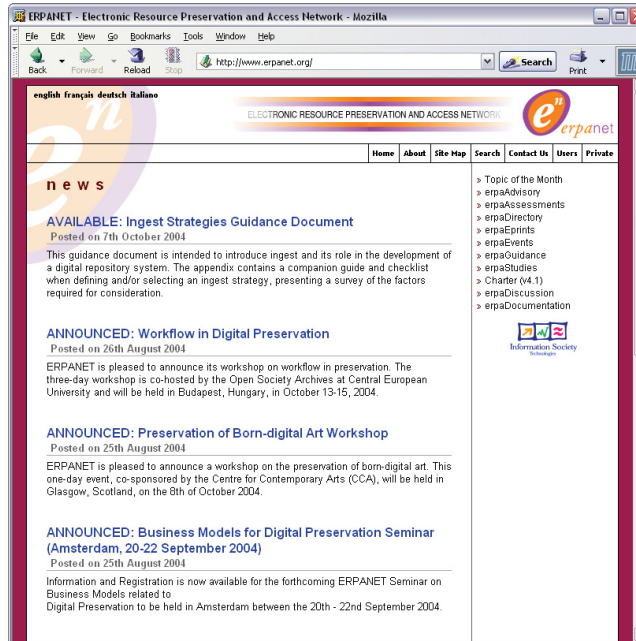 ERPANET - Electronic Resource Preservation and Access Network - Mozilla
File Edit View Go Bookmarks Tools Window Help
Back Forward Reload Stop http://www.erpanet.org/ Search Print
english français deutsch italiano
ELECTRONIC RESOURCE PRESERVATION AND ACCESS NETWORK
e n erpanet
Home About Site Map Search Contact Us Users Private
news
AVAILABLE: Ingest Strategies Guidance Document
Posted on 7th October 2004
This guidance document is intended to introduce ingest and its role in the development of
a digital repository system. The appendix contains a companion guide and checklist
when defining and/or selecting an ingest strategy, presenting a survey of the factors
required for consideration.
ANNOUNCED: Workflow in Digital Preservation
Posted on 26th August 2004
ERPANET is pleased to announce its workshop on workflow in preservation. The
three-day workshop is co-hosted by the Open Society Archives at Central European
University and will be held in Budapest, Hungary, in October 13-15, 2004.
ANNOUNCED: Preservation of Born-digital Art Workshop
Posted on 25th August 2004
ERPANET is pleased to announce a workshop on the preservation of born-digital art. This
one-day event, co-sponsored by the Centre for Contemporary Arts (CCA), will be held in
Glasgow, Scotland, on the 8th of October 2004.
ANNOUNCED: Business Models for Digital Preservation Seminar
(Amsterdam, 20-22 September 2004)
Posted on 25th August 2004
Information and Registration is now available for the forthcoming ERPANET Seminar on
Business Models related to
Digital Preservation to be held in Amsterdam between the 20th - 22nd September 2004.
» Topic of the Month
» erpaAdvisory
» erpaAssessments
» erpaDirectory
» erpaEprints
» erpaEvents
» erpaGuidance
» erpaStudies
» Charter (v4.1)
» erpaDiscussion
» erpaDocumentation
Information Society
Technologies